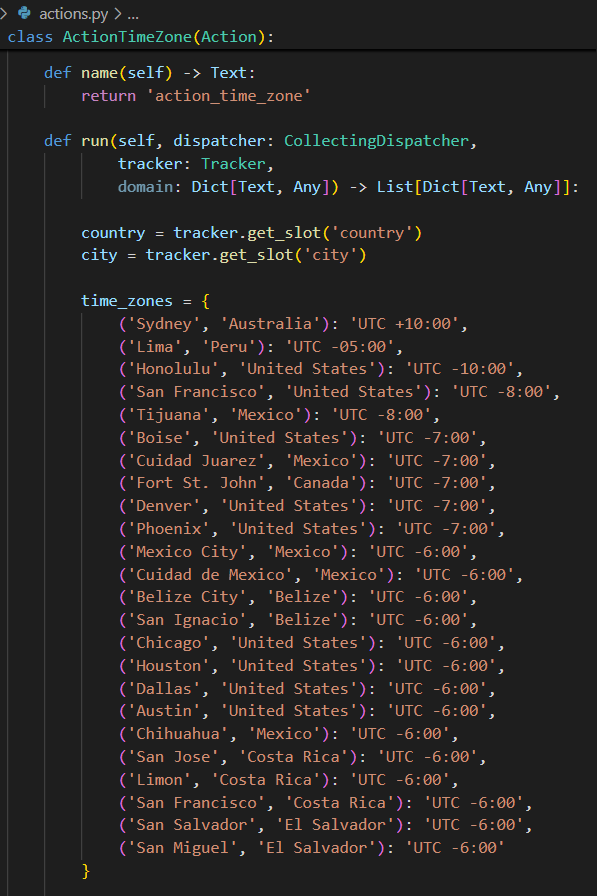 actions.py > ...
class ActionTimeZone(Action):
    def name(self) -> Text:
        return 'action_time_zone'
    def run(self, dispatcher: CollectingDispatcher,
            tracker: Tracker,
            domain: Dict[Text, Any]) -> List[Dict[Text, Any]]:
        country = tracker.get_slot('country')
        city = tracker.get_slot('city')
        time_zones = {
            ('Sydney', 'Australia'): 'UTC +10:00',
            ('Lima', 'Peru'): 'UTC -05:00',
            ('Honolulu', 'United States'): 'UTC -10:00',
            ('San Francisco', 'United States'): 'UTC -8:00',
            ('Tijuana', 'Mexico'): 'UTC -8:00',
            ('Boise', 'United States'): 'UTC -7:00',
            ('Cuidad Juarez', 'Mexico'): 'UTC -7:00',
            ('Fort St. John', 'Canada'): 'UTC -7:00',
            ('Denver', 'United States'): 'UTC -7:00',
            ('Phoenix', 'United States'): 'UTC -7:00',
            ('Mexico City', 'Mexico'): 'UTC -6:00',
            ('Cuidad de Mexico', 'Mexico'): 'UTC -6:00',
            ('Belize City', 'Belize'): 'UTC -6:00',
            ('San Ignacio', 'Belize'): 'UTC -6:00',
            ('Chicago', 'United States'): 'UTC -6:00',
            ('Houston', 'United States'): 'UTC -6:00',
            ('Dallas', 'United States'): 'UTC -6:00',
            ('Austin', 'United States'): 'UTC -6:00',
            ('Chihuahua', 'Mexico'): 'UTC -6:00',
            ('San Jose', 'Costa Rica'): 'UTC -6:00',
            ('Limon', 'Costa Rica'): 'UTC -6:00',
            ('San Francisco', 'Costa Rica'): 'UTC -6:00',
            ('San Salvador', 'El Salvador'): 'UTC -6:00',
            ('San Miguel', 'El Salvador'): 'UTC -6:00'
        }